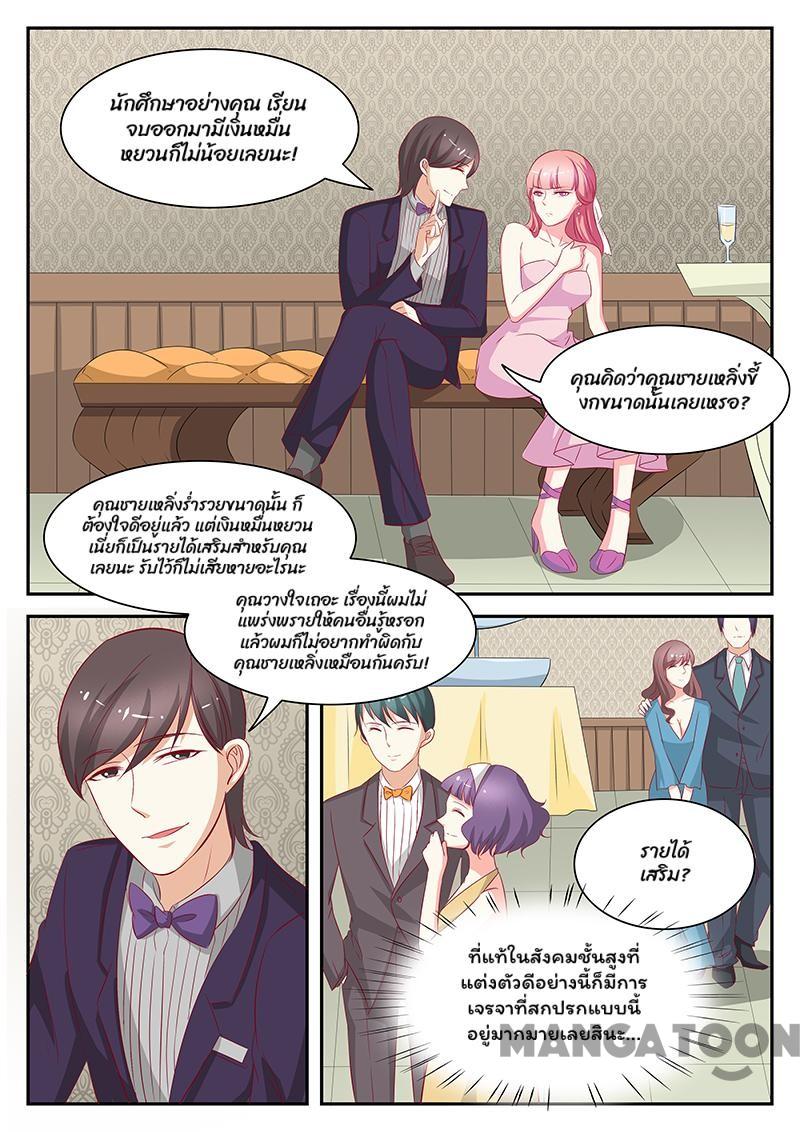 นักศึกษาอย่างคุณ เรียน
จบออกมามีเงินหมื่น
หยวนก็ไม่น้อยเลยนะ!
คุณคิดว่าคุณชายเหลิ่งขี้
งกขนาดนั้นเลยเหรอ?
คุณชายเหลิ่งร่ำรวยขนาดนั้น ก็
ต้องใจดีอยู่แล้ว แต่เงินหมื่นหยวน
เนี่ยก็เป็นรายได้เสริมสำหรับคุณ
เลยนะ รับไว้ก็ไม่เสียหายอะไรนะ
คุณวางใจเถอะ เรื่องนี้ผมไม่
แพร่งพรายให้คนอื่นรู้หรอก
แล้วผมก็ไม่อยากทำผิดกับ
คุณชายเหลิ่งเหมือนกันครับ!
รายได้
เสริม?
ที่แท้ในสังคมชั้นสูงที่
แต่งตัวดีอย่างนี้ก็มีการ
เจรจาที่สกปรกแบบนี้
อยู่มากมายเลยสินะ...
MANGATOON